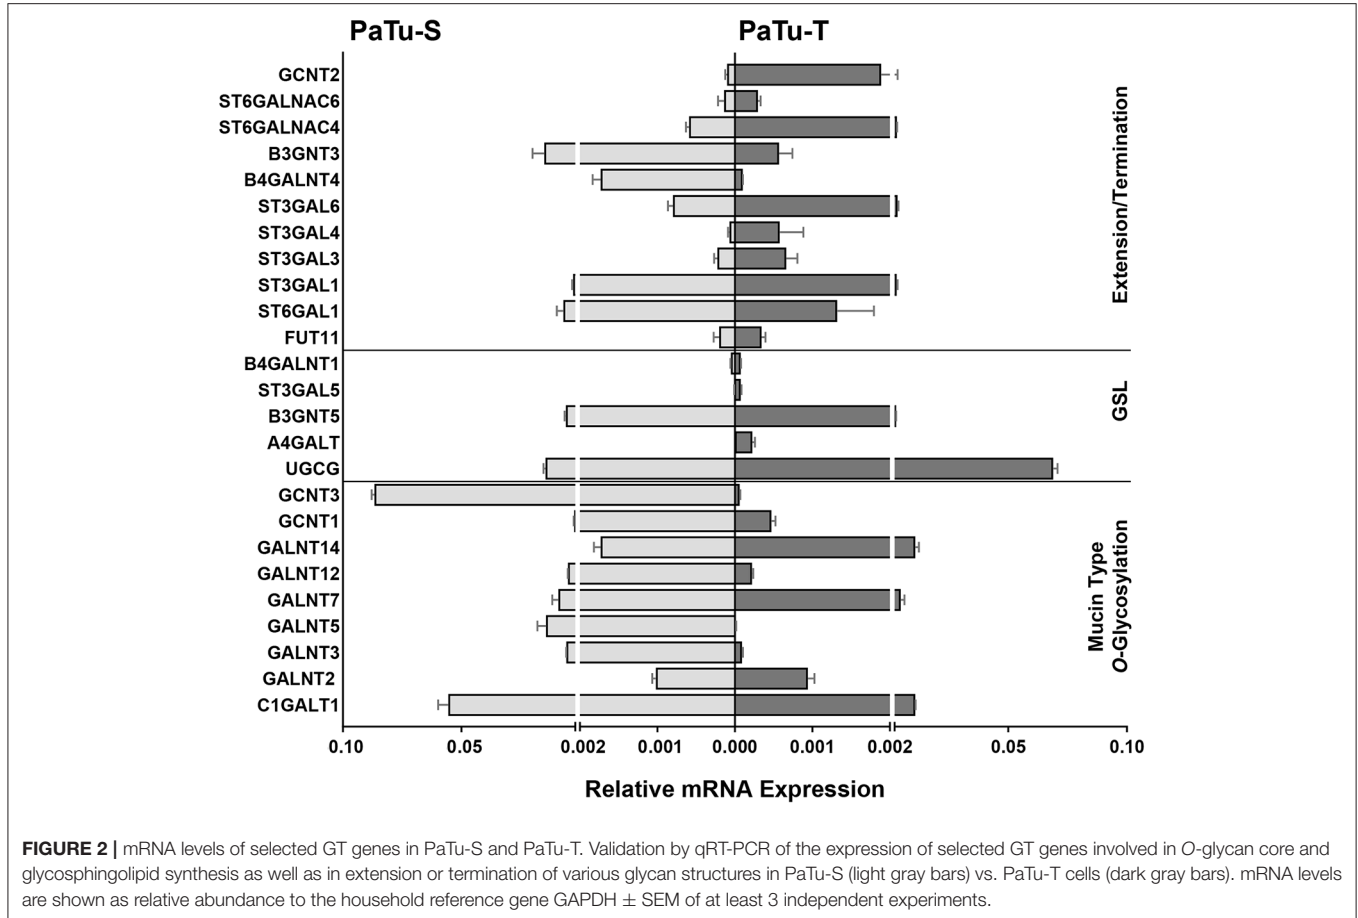 PaTu-S PaTu-T
GCNT2
ST6GALNAC6
ST6GALNAC4
B3GNT3
B4GALNT4
ST3GAL6
ST3GAL4
ST3GAL3
ST3GAL1
ST6GAL1
FUT11
Extension/Termination
B4GALNT1
ST3GAL5
B3GNT5
A4GALT
UGCG
GSL
GCNT3
GCNT1
GALNT14
GALNT12
GALNT7
GALNT5
GALNT3
GALNT2
C1GALT1
Mucin Type
O-Glycosylation
0.10 0.05 0.002 0.001 0.000 0.001 0.002 0.05 0.10
Relative mRNA Expression
FIGURE 2 | mRNA levels of selected GT genes in PaTu-S and PaTu-T. Validation by qRT-PCR of the expression of selected GT genes involved in O-glycan core and
glycosphingolipid synthesis as well as in extension or termination of various glycan structures in PaTu-S (light gray bars) vs. PaTu-T cells (dark gray bars). mRNA levels
are shown as relative abundance to the household reference gene GAPDH ± SEM of at least 3 independent experiments.